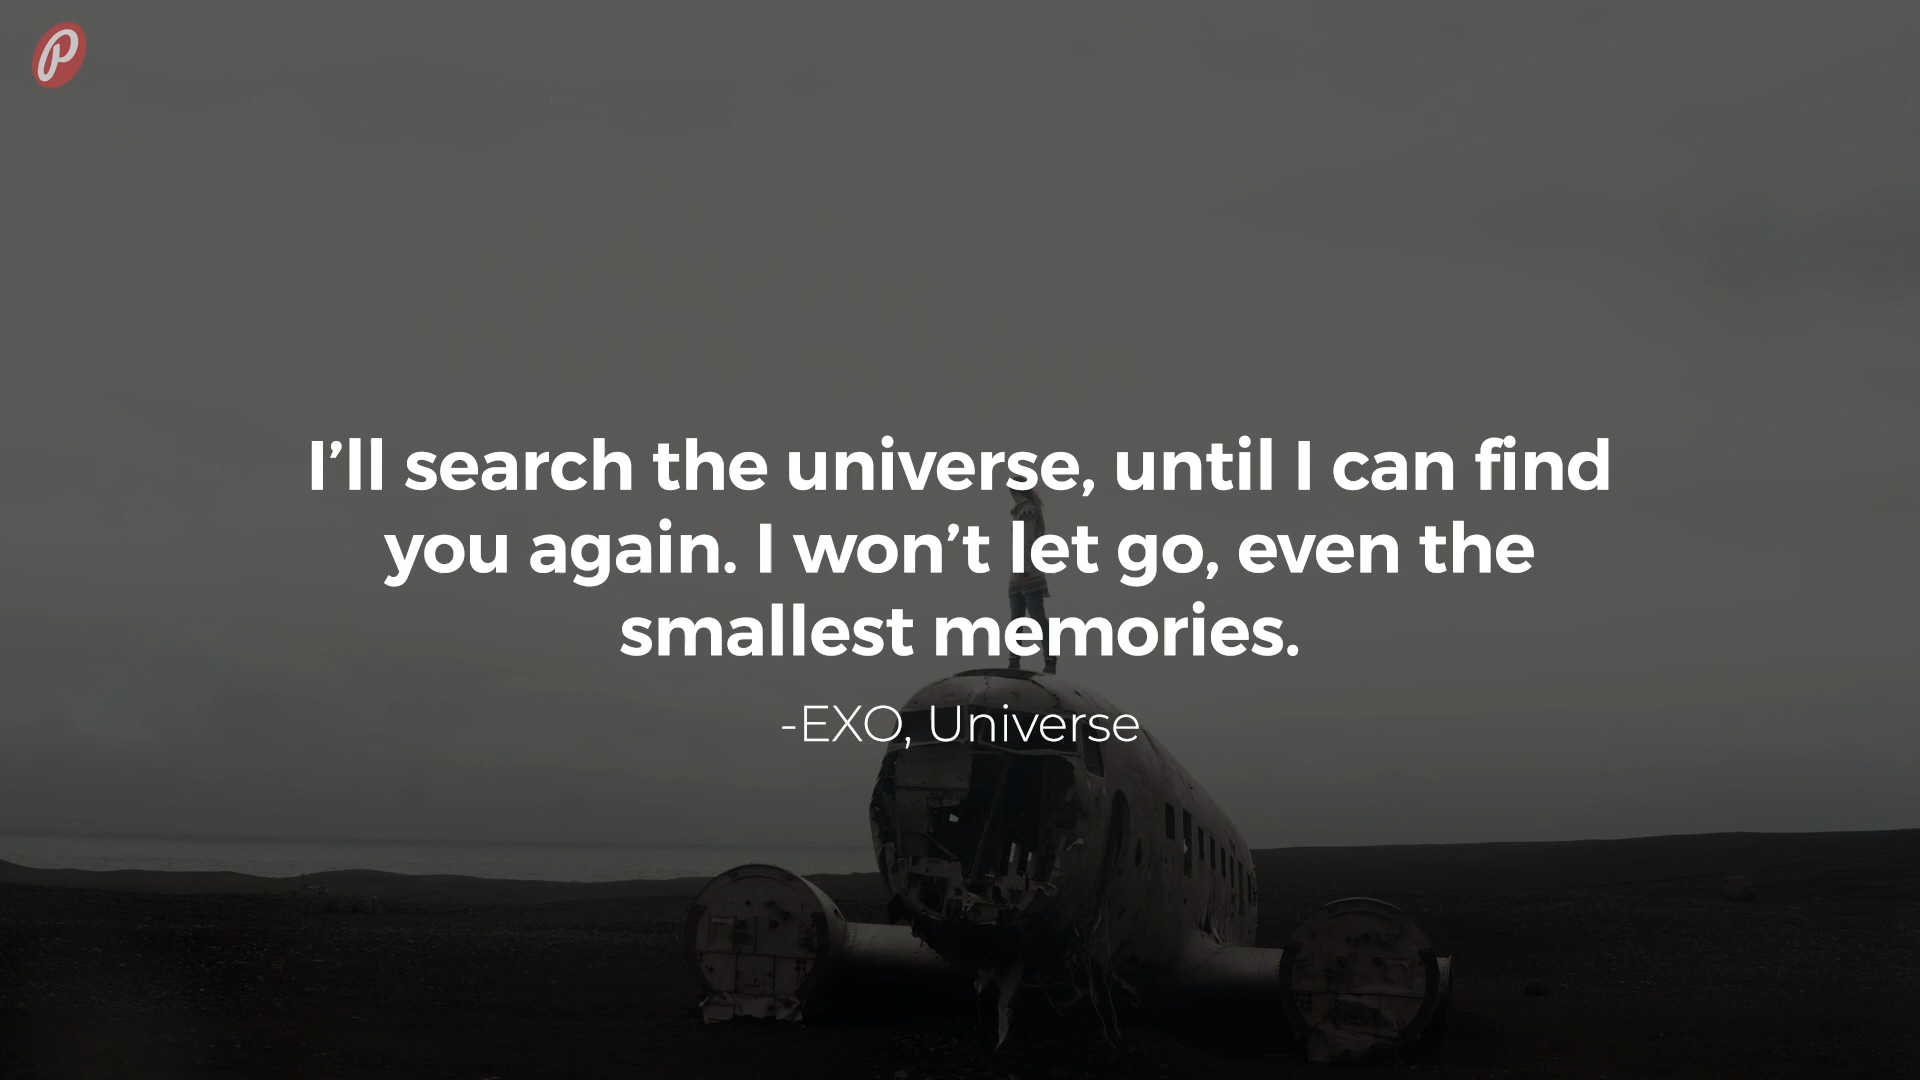 P
I’ll search the universe, until I can find
you again. I won’t let go, even the
smallest memories.
-EXO, Universe